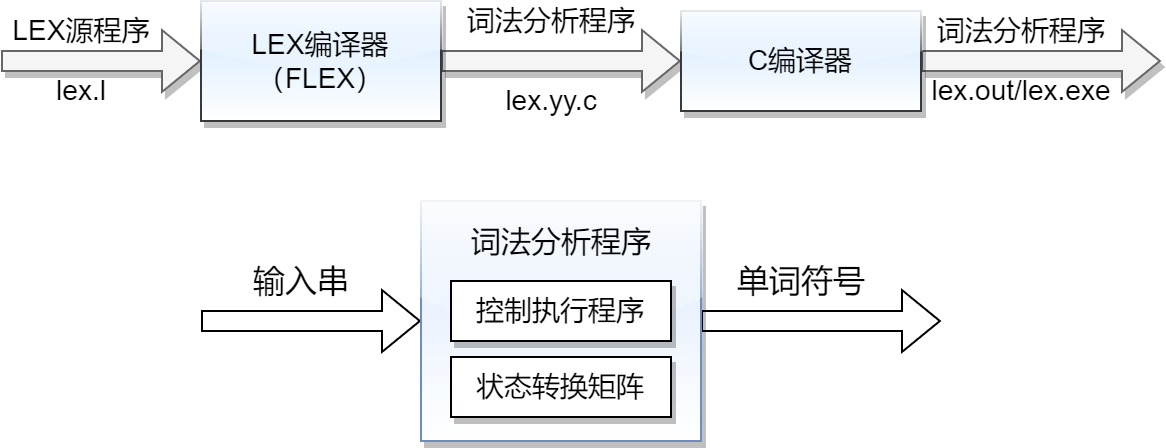 LEX源程序
lex.l
LEX编译器
（FLEX）
词法分析程序
lex.yy.c
C编译器
词法分析程序
lex.out/lex.exe
词法分析程序
输入串
控制执行程序
状态转换矩阵
单词符号